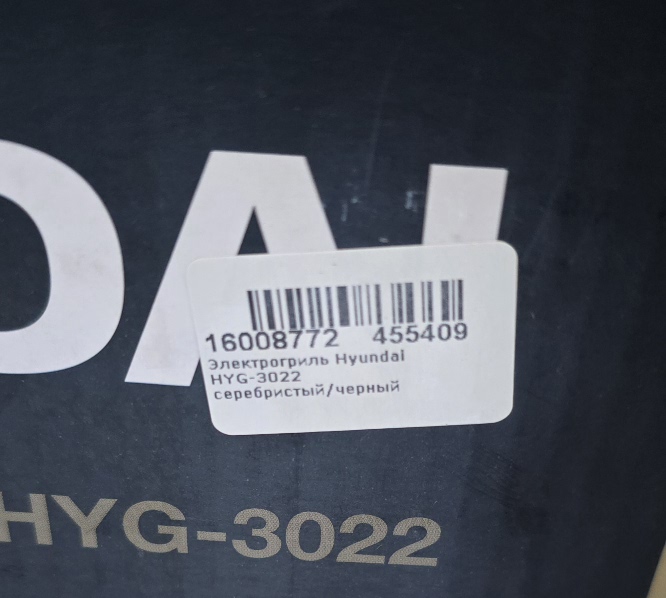 DAI
16008772 455409
Электрогриль Hyundai
HYG-3022
серебристый/черный
HYG-3022